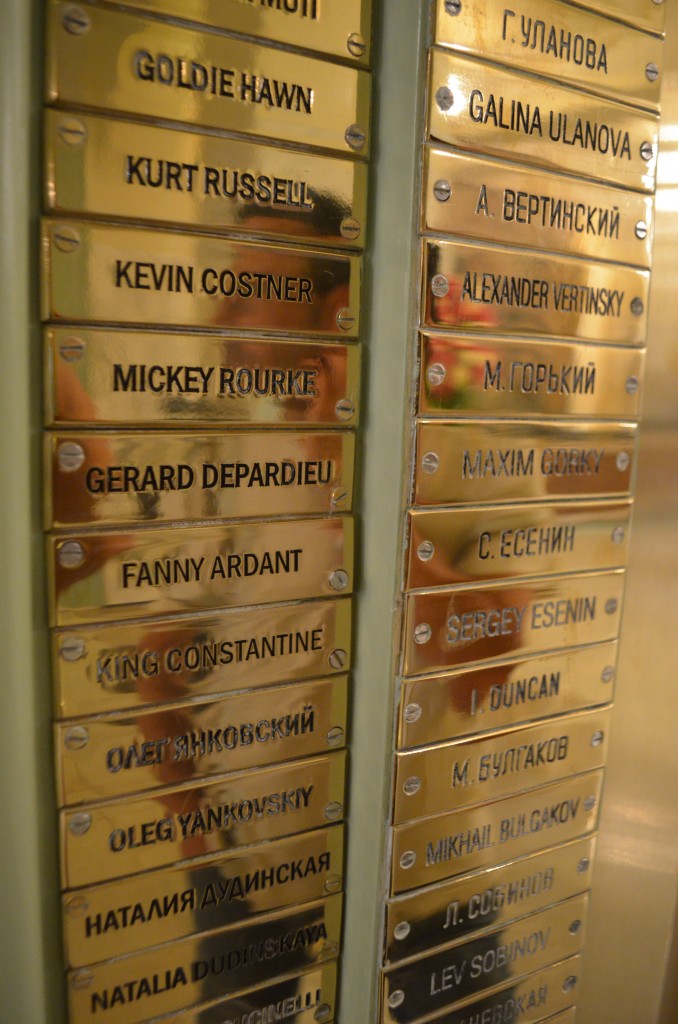 GOLDIE HAWN
KURT RUSSELL
KEVIN COSTNER
MICKEY ROURKE
GERARD DEPARDIEU
FANNY ARDANT
KING CONSTANTINE
ОЛЕГ ЯНКОВСКИЙ
OLEG YANKOVSKIY
НАТАЛИЯ ДУДИНСКАЯ
NATALIA DUDINSKAYA
Г. УЛАНОВА
GALINA ULANOVA
А. ВЕРТИНСКИЙ
ALEXANDER VERTINSKY
М. ГОРЬКИЙ
MAXIM GORKY
С. ЕСЕНИН
SERGEY ESENIN
I. DUNCAN
М. БУЛГАКОВ
MIKHAIL BULGAKOV
Л. СОБИНОВ
LEV SOBINOV